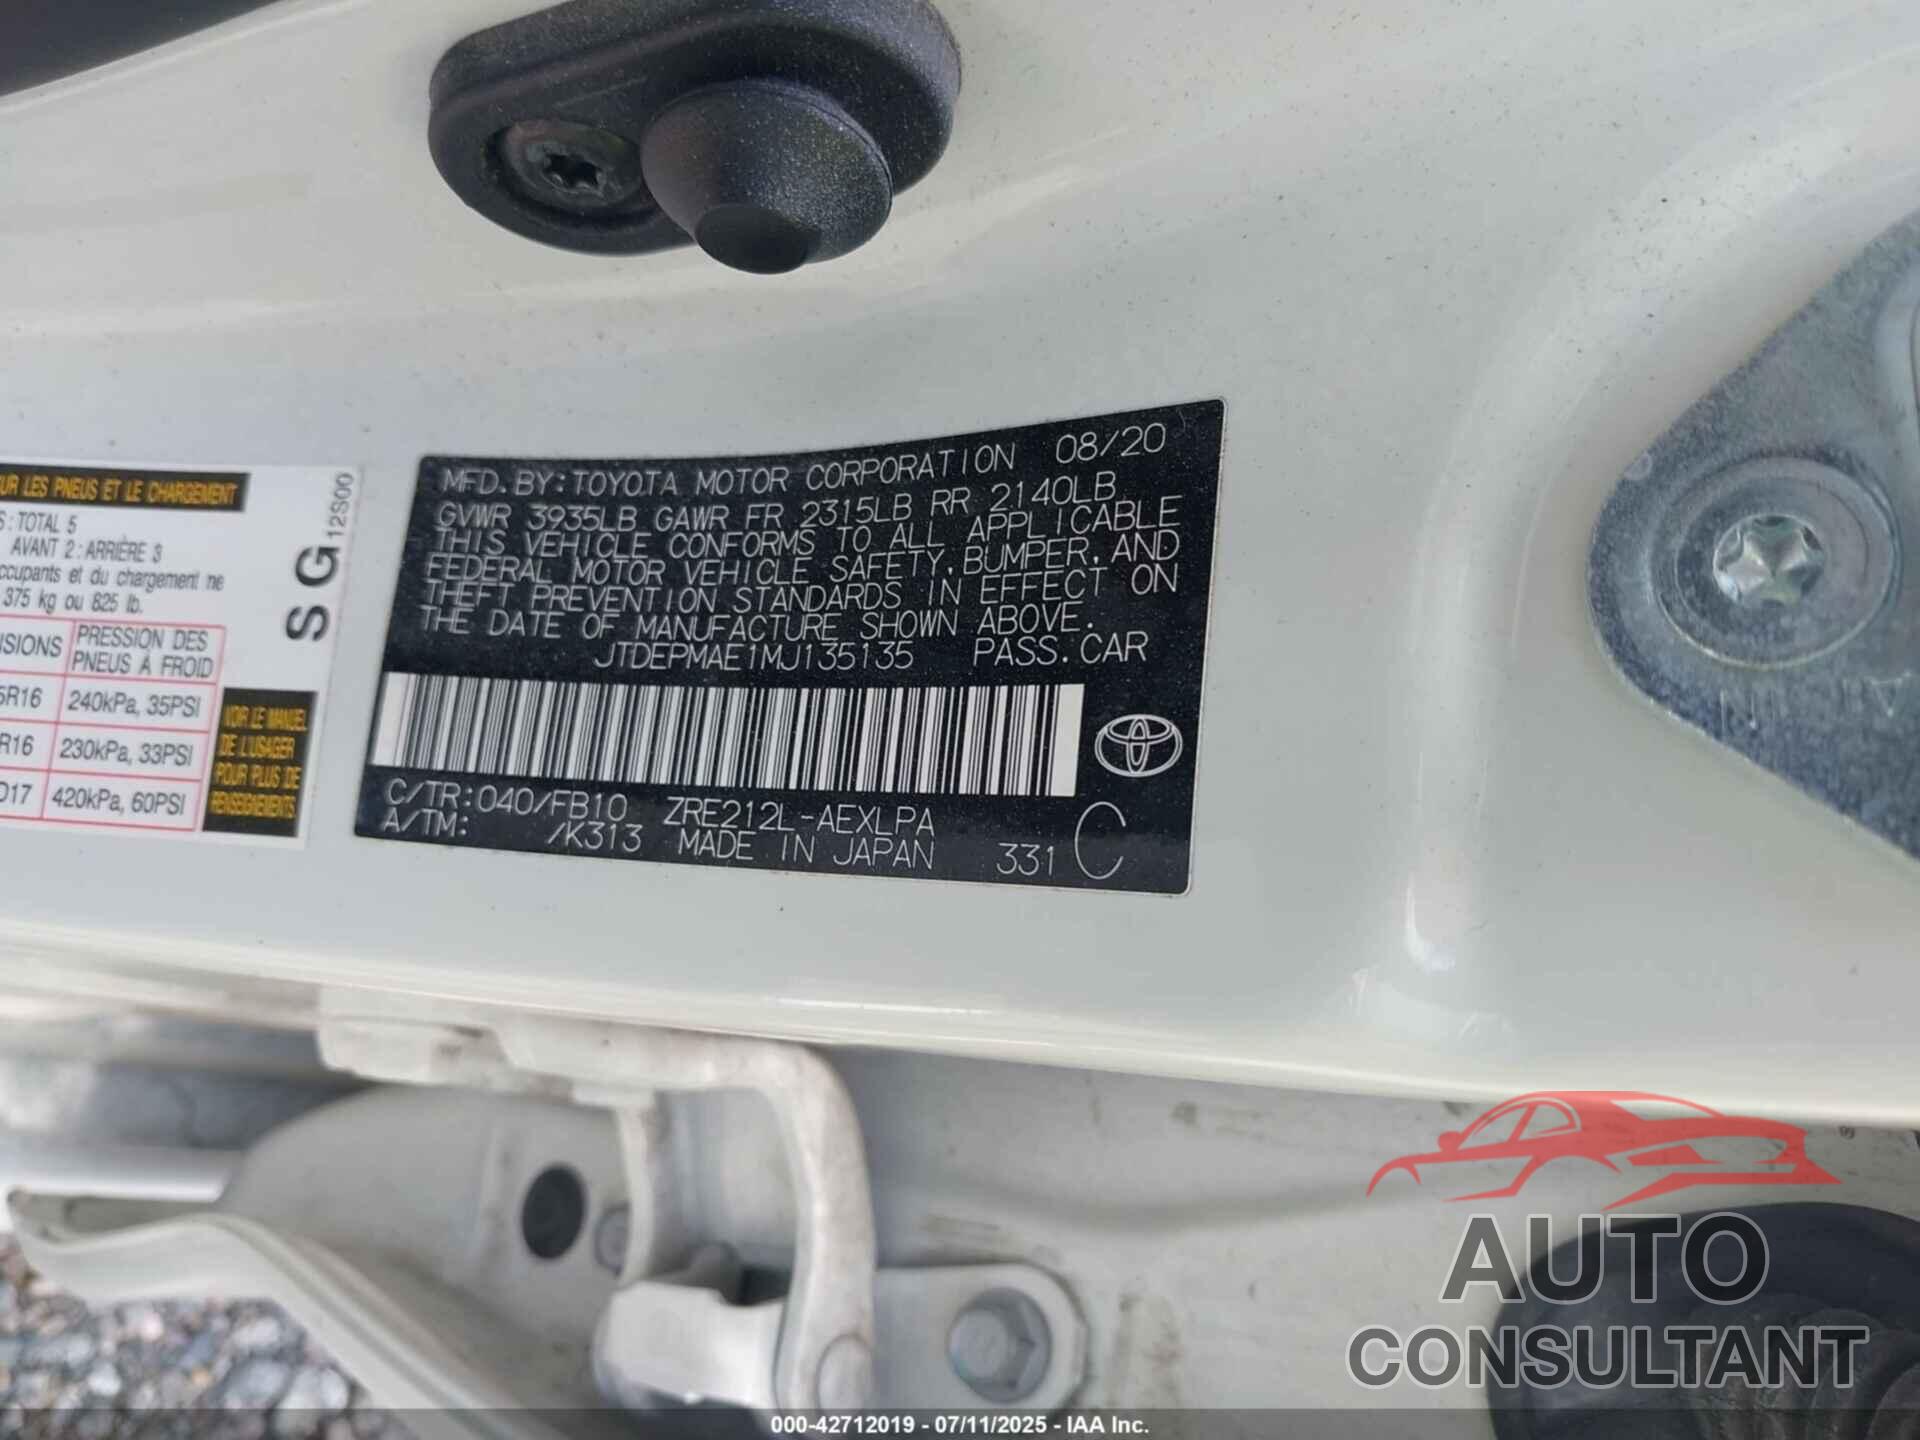 MFD. BY: TOYOTA MOTOR CORPORATION 08/20
GVWR 3935LB GAWR FR 2315LB RR 2140LB
THIS VEHICLE CONFORMS TO ALL APPLICABLE
FEDERAL MOTOR VEHICLE SAFETY, BUMPER, AND
THEFT PREVENTION STANDARDS IN EFFECT ON
THE DATE OF MANUFACTURE SHOWN ABOVE.
JTDEPMAE1MJ135135 PASS. CAR
C/TR: 040/FB10 ZRE212L-AEXLPA
A/TM: /K313 MADE IN JAPAN 331 C
UR LES PNEUS ET LE CHARGEMENT
S : TOTAL 5
AVANT 2 : ARRIÈRE 3
ccupants et du chargement ne
375 kg ou 825 lb.
NSIONS PRESSION DES
PNEUS À FROID
5R16 240kPa, 35PSI
R16 230kPa, 33PSI
D17 420kPa, 60PSI
SG 12S00
VOIR LE MANUEL
DE L'USAGER
POUR PLUS DE
RENSEIGNEMENTS
AUTO
CONSULTANT
000-42712019 - 07/11/2025 - IAA Inc.